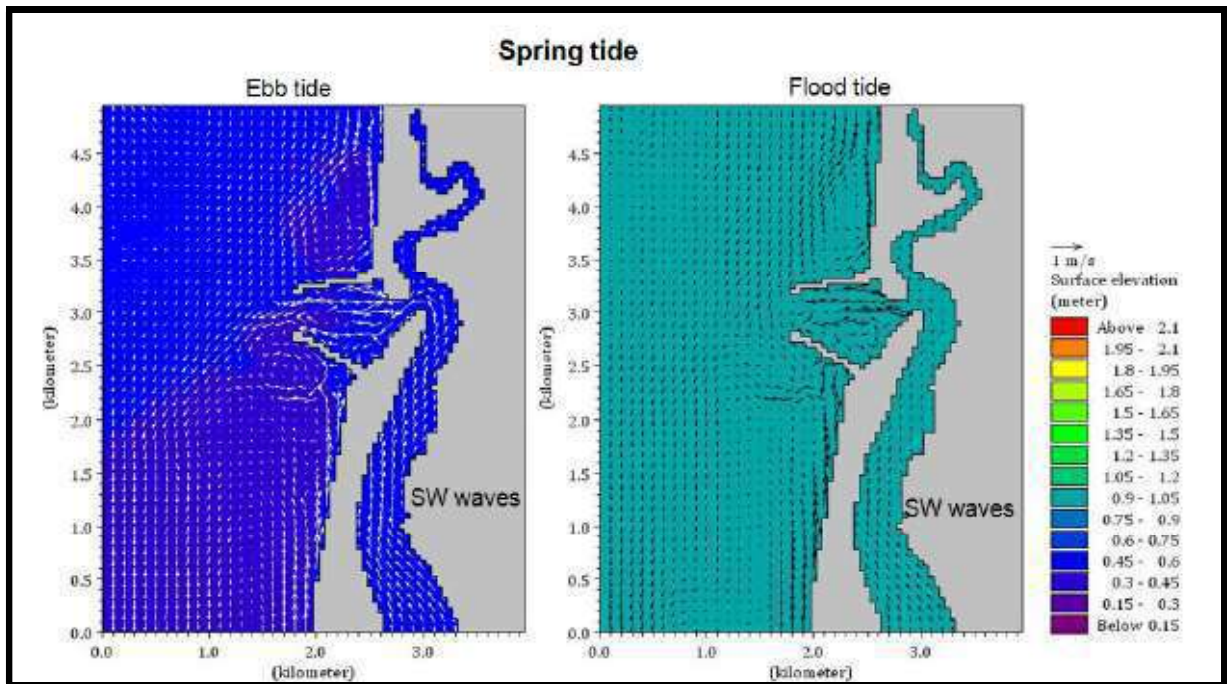 Spring tide
Ebb tide
Flood tide
4.5
4.0
3.5
3.0
2.5
2.0
1.5
1.0
0.5
0.0
(kilometer)
0.0 1.0 2.0 3.0
(kilometer)
SW waves
4.5
4.0
3.5
3.0
2.5
2.0
1.5
1.0
0.5
0.0
(kilometer)
0.0 1.0 2.0 3.0
(kilometer)
SW waves
1 m/s
Surface elevation
(meter)
Above 2.1
1.95 - 2.1
1.8 - 1.95
1.65 - 1.8
1.5 - 1.65
1.35 - 1.5
1.2 - 1.35
1.05 - 1.2
0.9 - 1.05
0.75 - 0.9
0.6 - 0.75
0.45 - 0.6
0.3 - 0.45
0.15 - 0.3
Below 0.15